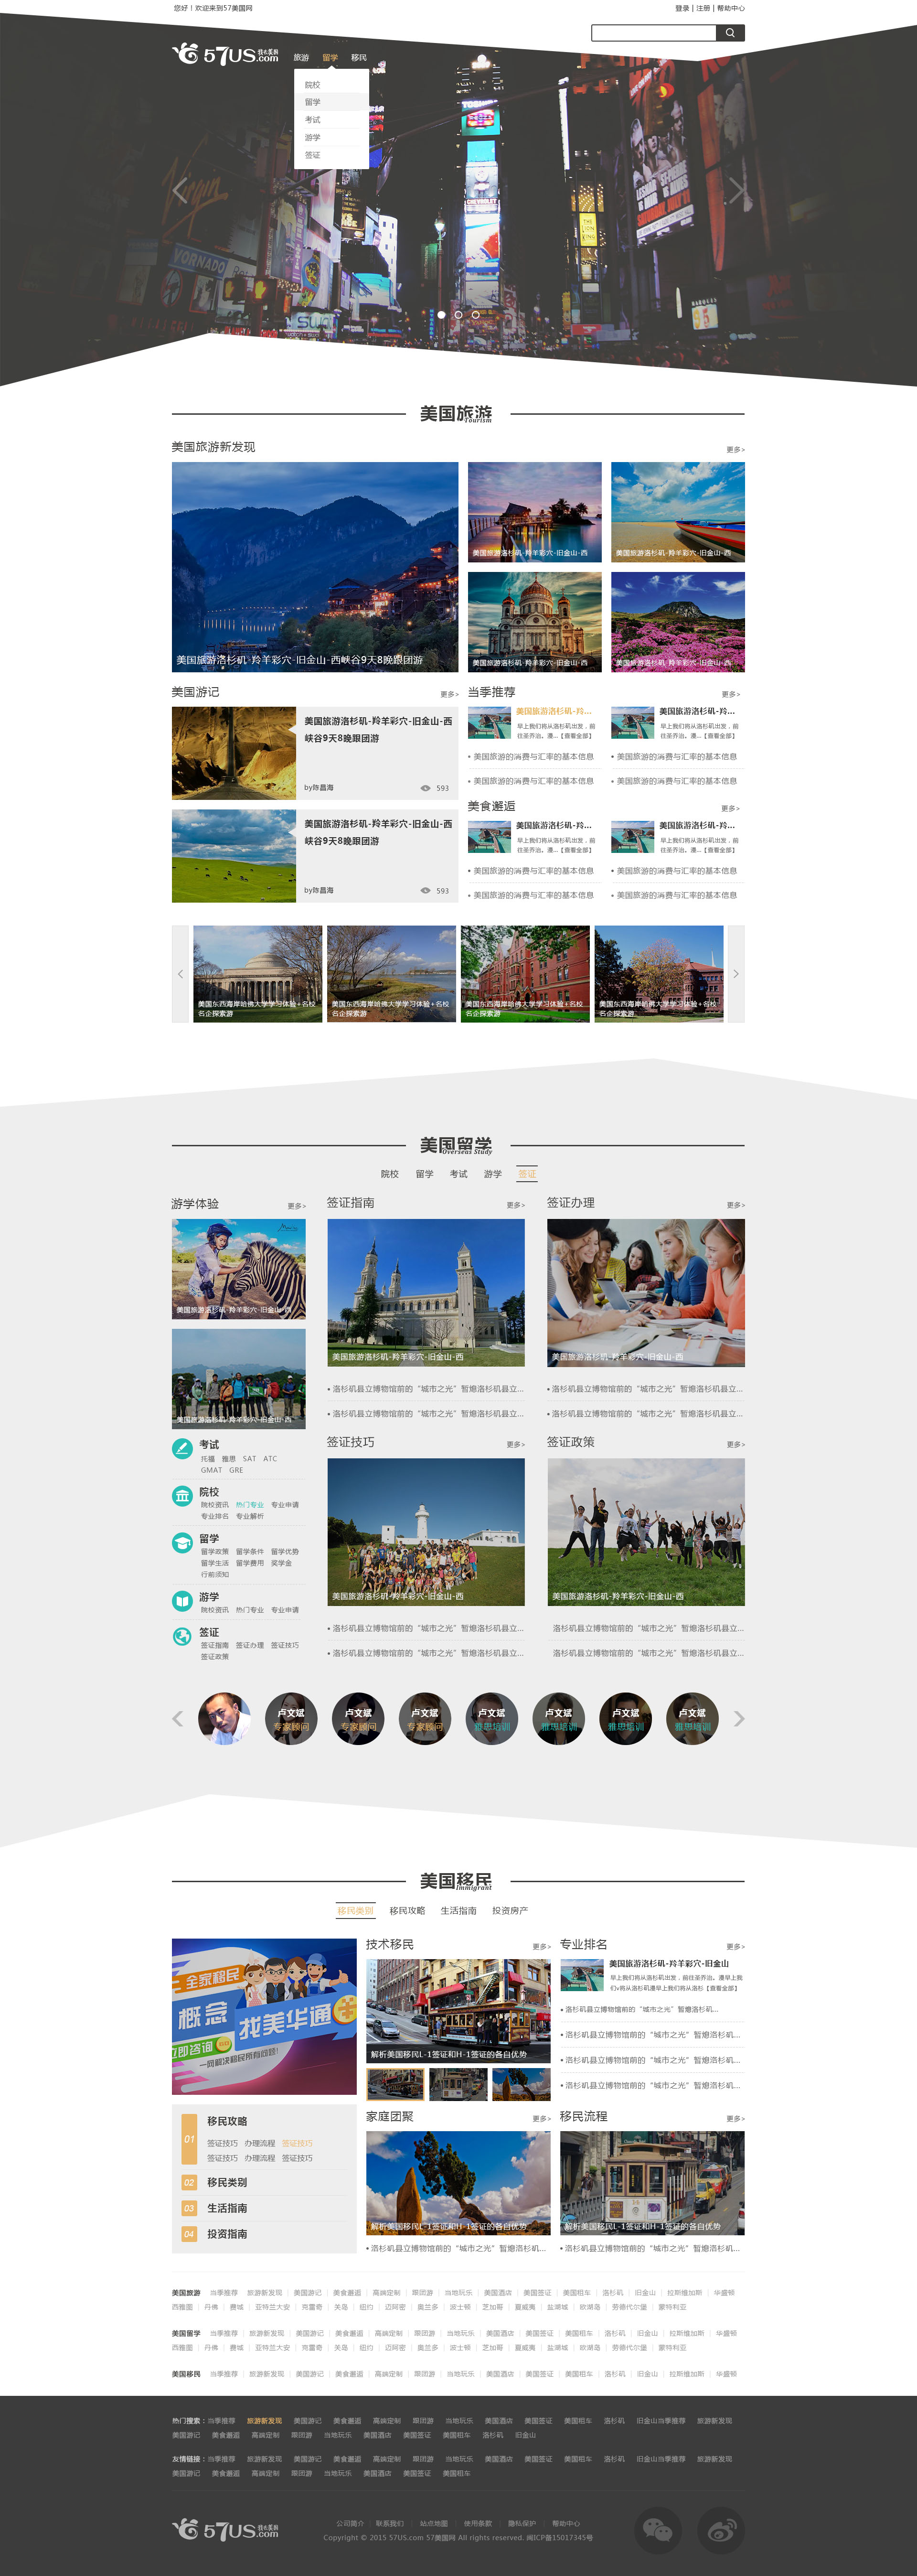 您好！欢迎来到57美国网
登录 | 注册 | 帮助中心
57US.com
旅游 留学 移民
院校
留学
考试
游学
签证
美国旅游
Tourism
美国旅游新发现 更多>
美国旅游洛杉矶-羚羊彩穴-旧金山-西峡谷9天8晚跟团游
美国旅游洛杉矶-羚羊彩穴-旧金山-西
美国旅游洛杉矶-羚羊彩穴-旧金山-西
美国旅游洛杉矶-羚羊彩穴-旧金山-西
美国旅游洛杉矶-羚羊彩穴-旧金山-西
美国游记 更多>
美国旅游洛杉矶-羚羊彩穴-旧金山-西
峡谷9天8晚跟团游
by陈昌海 593
美国旅游洛杉矶-羚羊彩穴-旧金山-西
峡谷9天8晚跟团游
by陈昌海 593
当季推荐 更多>
美国旅游洛杉矶-羚...
早上我们将从洛杉矶出发，前
往圣乔治。漕...【查看全部】
美国旅游洛杉矶-羚...
早上我们将从洛杉矶出发，前
往圣乔治。漕...【查看全部】
• 美国旅游的消费与汇率的基本信息 • 美国旅游的消费与汇率的基本信息
• 美国旅游的消费与汇率的基本信息 • 美国旅游的消费与汇率的基本信息
美食邂逅 更多>
美国旅游洛杉矶-羚...
早上我们将从洛杉矶出发，前
往圣乔治。漕...【查看全部】
美国旅游洛杉矶-羚...
早上我们将从洛杉矶出发，前
往圣乔治。漕...【查看全部】
• 美国旅游的消费与汇率的基本信息 • 美国旅游的消费与汇率的基本信息
• 美国旅游的消费与汇率的基本信息 • 美国旅游的消费与汇率的基本信息
美国东西海岸哈佛大学学习体验+名校
名企探索游
美国东西海岸哈佛大学学习体验+名校
名企探索游
美国东西海岸哈佛大学学习体验+名校
名企探索游
美国东西海岸哈佛大学学习体验+名校
名企探索游
美国留学
Overseas Study
院校 留学 考试 游学 签证
游学体验 更多>
美国旅游洛杉矶-羚羊彩穴-旧金山-西
美国旅游洛杉矶-羚羊彩穴-旧金山-西
考试
托福 雅思 SAT ATC
GMAT GRE
院校
院校资讯 热门专业 专业申请
专业排名 专业解析
留学
留学政策 留学条件 留学优势
留学生活 留学费用 奖学金
行前须知
游学
院校资讯 热门专业 专业申请
签证
签证指南 签证办理 签证技巧
签证政策
签证指南 更多>
美国旅游洛杉矶-羚羊彩穴-旧金山-西
• 洛杉矶县立博物馆前的“城市之光”暂熄洛杉矶县立...
• 洛杉矶县立博物馆前的“城市之光”暂熄洛杉矶县立...
签证办理 更多>
美国旅游洛杉矶-羚羊彩穴-旧金山-西
• 洛杉矶县立博物馆前的“城市之光”暂熄洛杉矶县立...
• 洛杉矶县立博物馆前的“城市之光”暂熄洛杉矶县立...
签证技巧 更多>
美国旅游洛杉矶-羚羊彩穴-旧金山-西
• 洛杉矶县立博物馆前的“城市之光”暂熄洛杉矶县立...
• 洛杉矶县立博物馆前的“城市之光”暂熄洛杉矶县立...
签证政策 更多>
美国旅游洛杉矶-羚羊彩穴-旧金山-西
洛杉矶县立博物馆前的“城市之光”暂熄洛杉矶县立...
洛杉矶县立博物馆前的“城市之光”暂熄洛杉矶县立...
卢文斌 卢文斌 卢文斌 卢文斌 卢文斌 卢文斌 卢文斌
专家顾问 专家顾问 专家顾问 雅思培训 雅思培训 雅思培训 雅思培训
美国移民
Immigrant
移民类别 移民攻略 生活指南 投资房产
全家移民
概念 找美华通
立即咨询 GO
一网解决移民所有问题！
01 移民攻略
签证技巧 办理流程 签证技巧
签证技巧 办理流程 签证技巧
02 移民类别
03 生活指南
04 投资指南
技术移民 更多>
解析美国移民L-1签证和H-1签证的各自优势
专业排名 更多>
美国旅游洛杉矶-羚羊彩穴-旧金山
早上我们将从洛杉矶出发，前往圣乔治。漕早上我
们v将从洛杉矶漕早上我们将从洛杉【查看全部】
• 洛杉矶县立博物馆前的“城市之光”暂熄洛杉矶...
• 洛杉矶县立博物馆前的“城市之光”暂熄洛杉矶...
• 洛杉矶县立博物馆前的“城市之光”暂熄洛杉矶...
• 洛杉矶县立博物馆前的“城市之光”暂熄洛杉矶...
家庭团聚 更多>
解析美国移民L-1签证和H-1签证的各自优势
• 洛杉矶县立博物馆前的“城市之光”暂熄洛杉矶...
移民流程 更多>
解析美国移民L-1签证和H-1签证的各自优势
• 洛杉矶县立博物馆前的“城市之光”暂熄洛杉矶...
美国旅游 当季推荐 旅游新发现 | 美国游记 | 美食邂逅 | 高端定制 | 跟团游 | 当地玩乐 | 美国酒店 | 美国签证 | 美国租车 | 洛杉矶 | 旧金山 | 拉斯维加斯 | 华盛顿
西雅图 | 丹佛 | 费城 | 亚特兰大安 | 克雷奇 | 关岛 | 纽约 | 迈阿密 | 奥兰多 | 波士顿 | 芝加哥 | 夏威夷 | 盐湖城 | 欧湖岛 | 劳德代尔堡 | 蒙特利亚
美国留学 当季推荐 | 旅游新发现 | 美国游记 | 美食邂逅 | 高端定制 | 跟团游 | 当地玩乐 | 美国酒店 | 美国签证 | 美国租车 | 洛杉矶 | 旧金山 | 拉斯维加斯 | 华盛顿
西雅图 | 丹佛 | 费城 | 亚特兰大安 | 克雷奇 | 关岛 | 纽约 | 迈阿密 | 奥兰多 | 波士顿 | 芝加哥 | 夏威夷 | 盐湖城 | 欧湖岛 | 劳德代尔堡 | 蒙特利亚
美国移民 当季推荐 | 旅游新发现 | 美国游记 | 美食邂逅 | 高端定制 | 跟团游 | 当地玩乐 | 美国酒店 | 美国签证 | 美国租车 | 洛杉矶 | 旧金山 | 拉斯维加斯 | 华盛顿
热门搜索：当季推荐 旅游新发现 美国游记 美食邂逅 高端定制 跟团游 当地玩乐 美国酒店 美国签证 美国租车 洛杉矶 旧金山当季推荐 旅游新发现
美国游记 美食邂逅 高端定制 跟团游 当地玩乐 美国酒店 美国签证 美国租车 洛杉矶 旧金山
友情链接：当季推荐 旅游新发现 美国游记 美食邂逅 高端定制 跟团游 当地玩乐 美国酒店 美国签证 美国租车 洛杉矶 旧金山当季推荐 旅游新发现
美国游记 美食邂逅 高端定制 跟团游 当地玩乐 美国酒店 美国签证 美国租车
57US.com
公司简介 | 联系我们 | 站点地图 | 使用条款 | 隐私保护 | 帮助中心
Copyright © 2015 57US.com 57美国网 All rights reserved. 闽ICP备15017345号